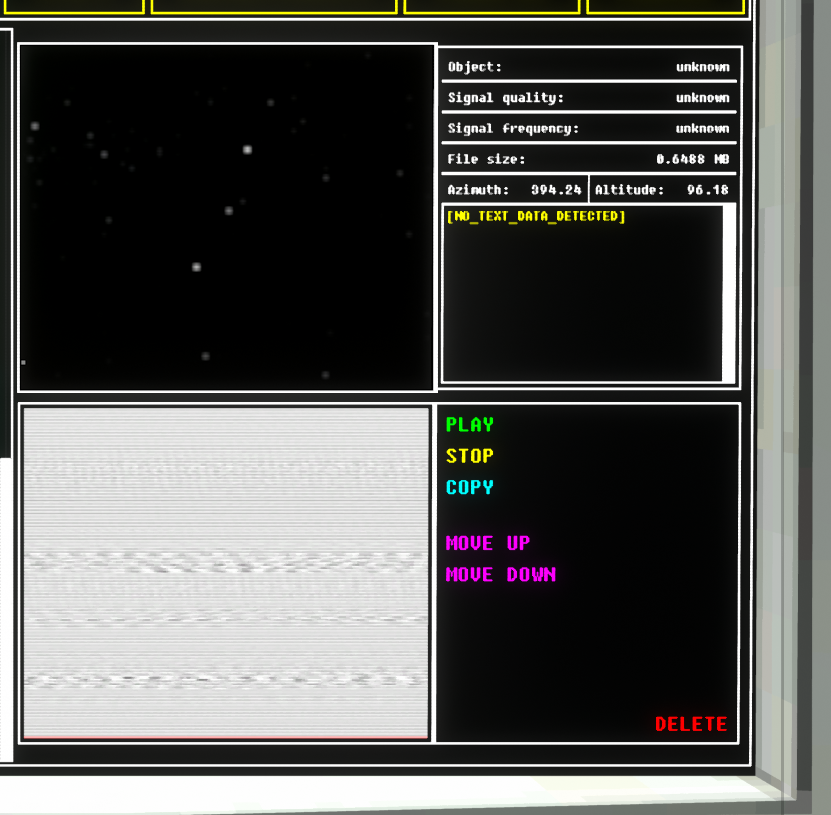 Object: unknown
Signal quality: unknown
Signal frequency: unknown
File size: 0.6488 MB
Azimuth: 394.24 Altitude: 96.18
[NO_TEXT_DATA_DETECTED]
PLAY
STOP
COPY
MOVE UP
MOVE DOWN
DELETE